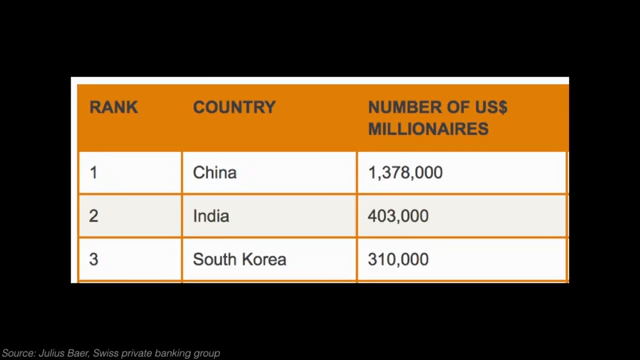 RANK COUNTRY NUMBER OF US$
MILLIONAIRES
1 China 1,378,000
2 India 403,000
3 South Korea 310,000
Source: Julius Baer, Swiss private banking group